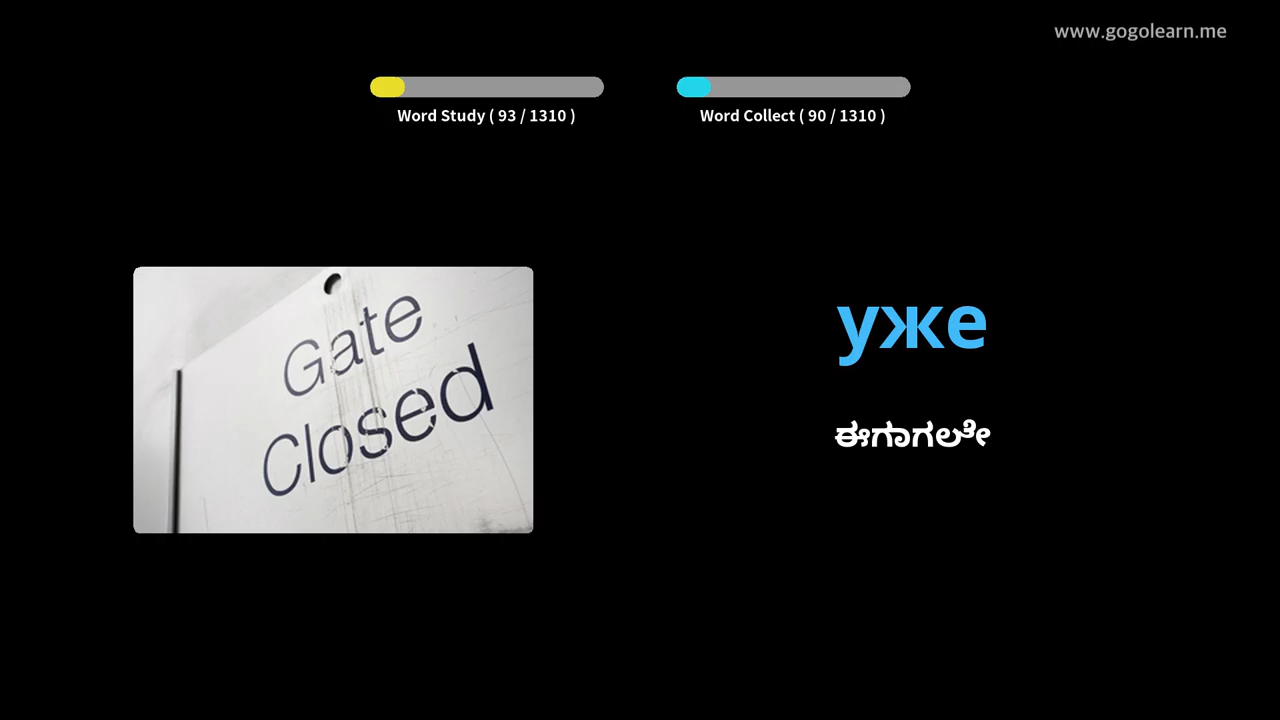 www.gogolearn.me
Word Study ( 93 / 1310 )
Word Collect ( 90 / 1310 )
Gate
Closed
уже
ಈಗಾಗಲೇ